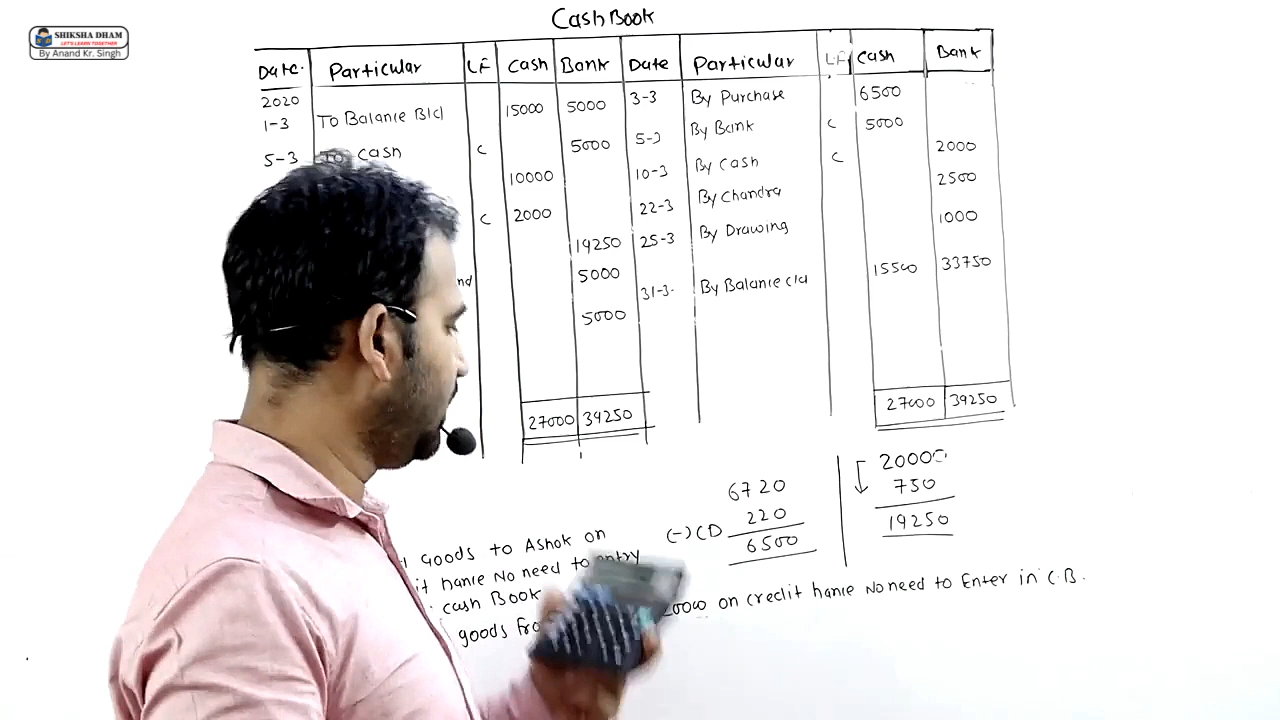 SHIKSHA DHAM
LET'S LEARN TOGETHER
By Anand Kr. Singh
Cash Book
Date. Particular LF Cash Bank Date Particular LF Cash Bank
2020
1-3 To Balance B/d 15000 5000 3-3 By Purchase 6500
5-3 To Cash C 5000 5-3 By Bank C 5000
10000 10-3 By Cash C 2000
C 2000 22-3 By Chandra 2500
19250 25-3 By Drawing 1000
nd 5000 31-3- By Balance c/d 15500 33750
5000
27000 39250 27000 39250
6720
(-) CD 220
6500
20000
750
19250
Goods to Ashok on
it hance No need to entry
cash Book
goods on credit hance No need to Enter in C.B.